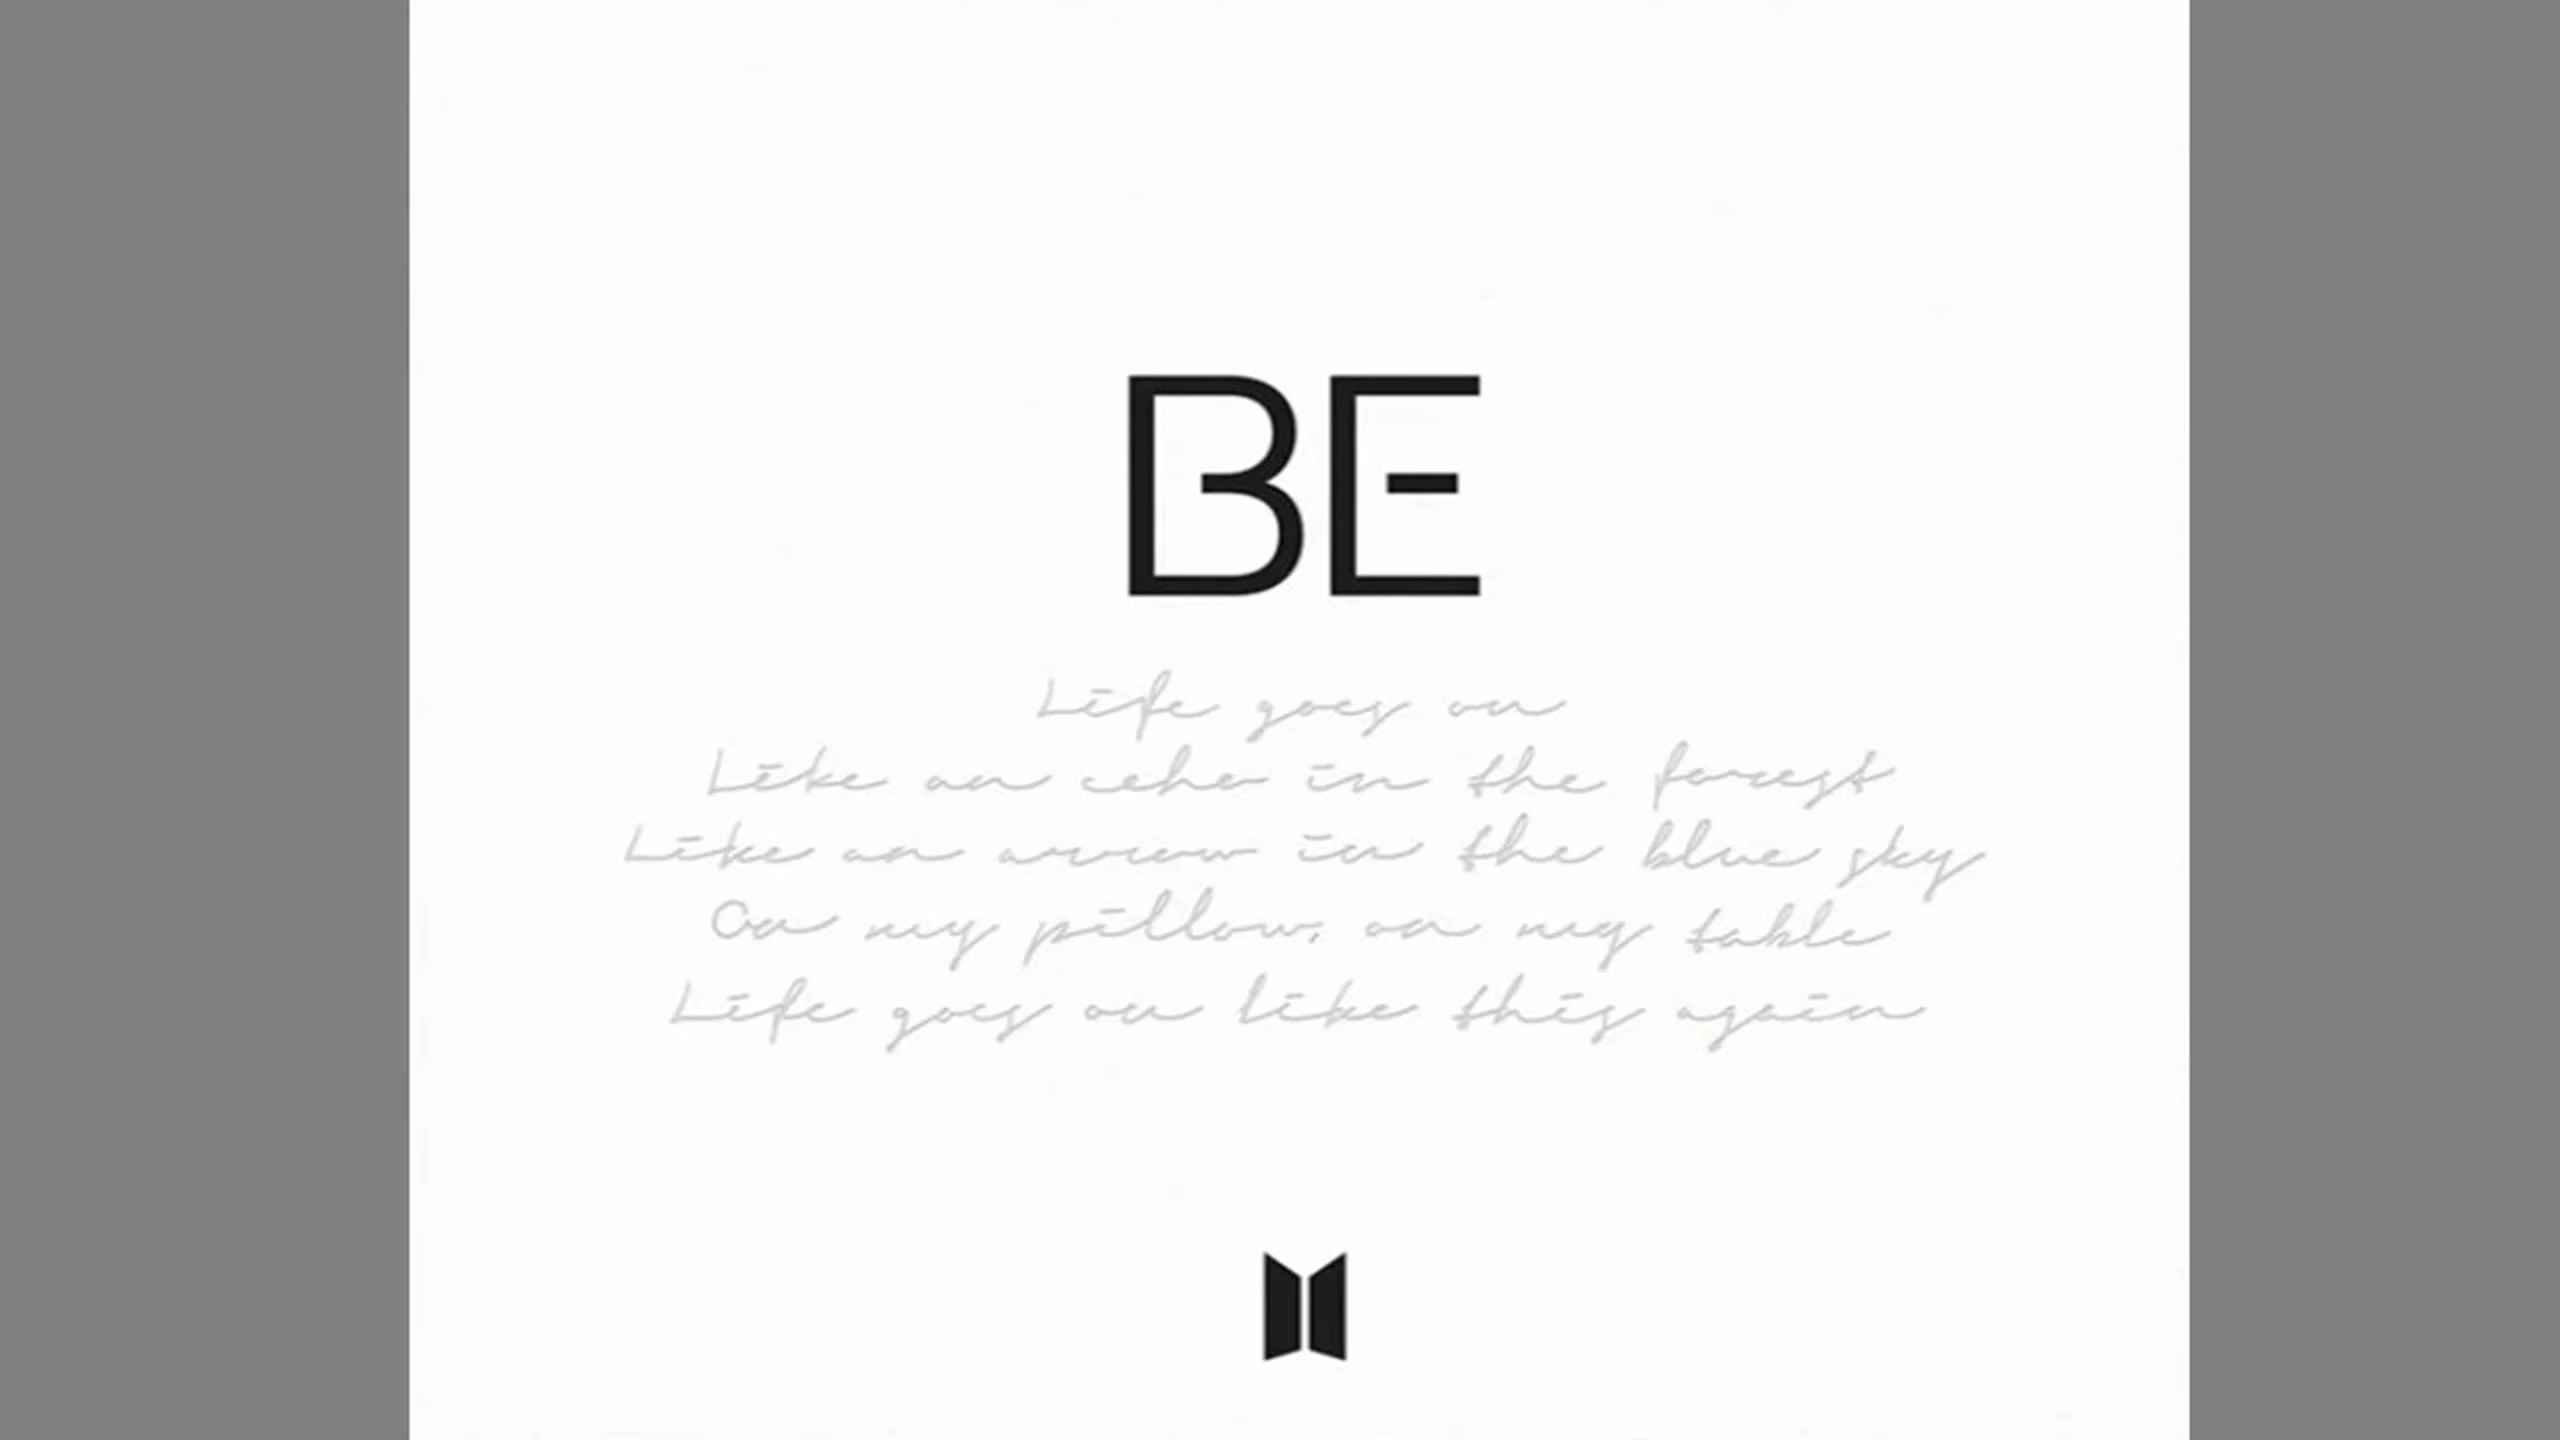 BE
Life goes on
Like an echo in the forest
Like an arrow in the blue sky
On my pillow, on my table
Life goes on like this again